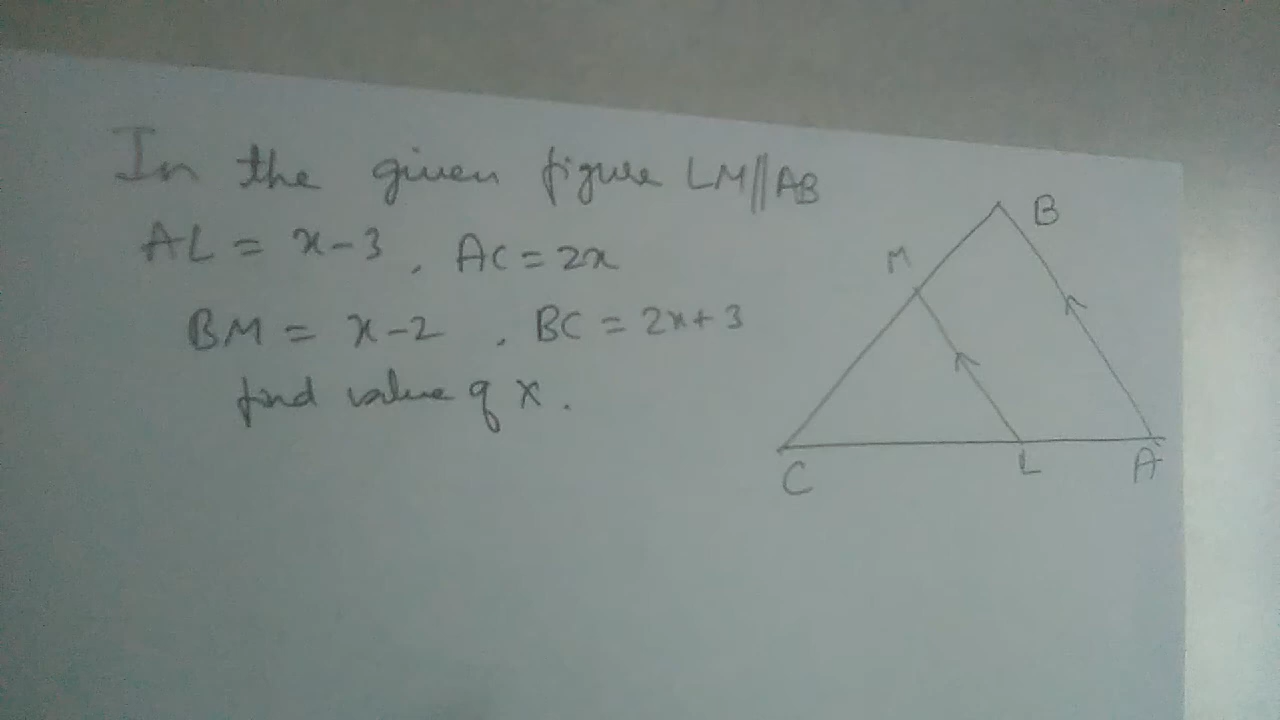 In the given figure LM||AB
AL = x-3, AC = 2x
BM = x-2, BC = 2x+3
find value of x.
B
M
C
L
A